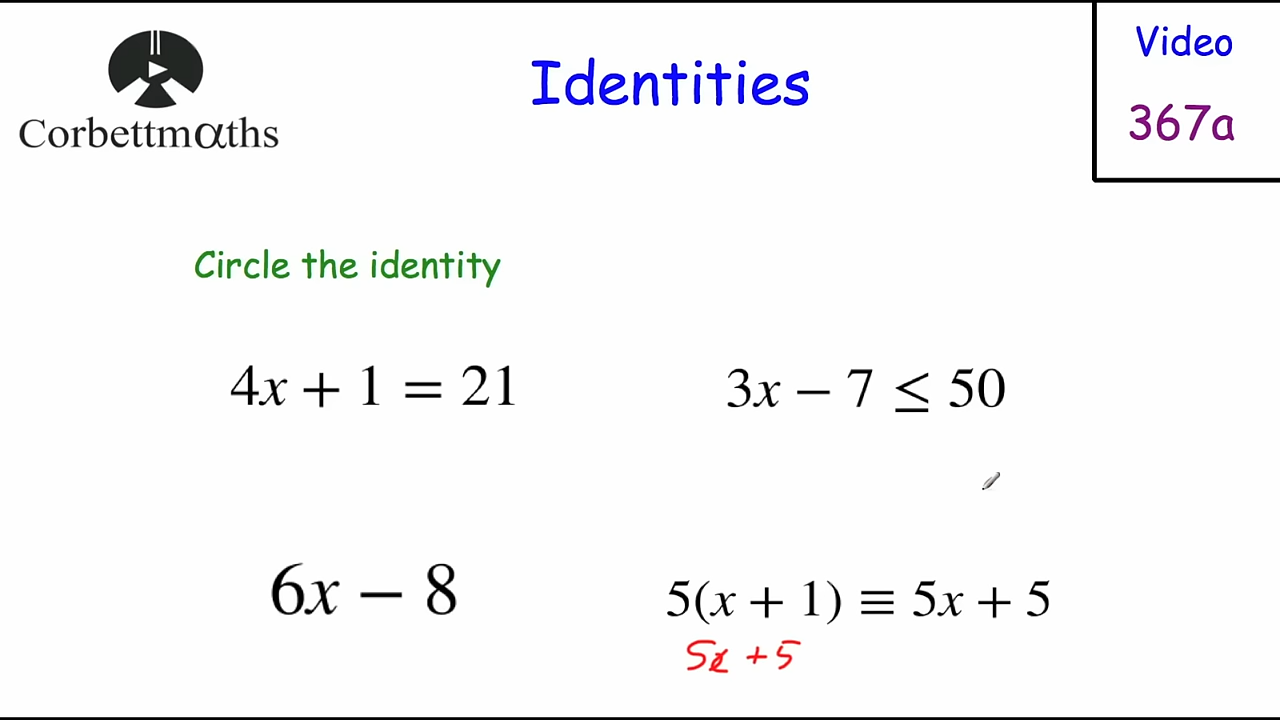 Corbettmαths
Identities
Video
367a
Circle the identity
4x + 1 = 21
3x − 7 ≤ 50
6x − 8
5(x + 1) ≡ 5x + 5
5x + 5